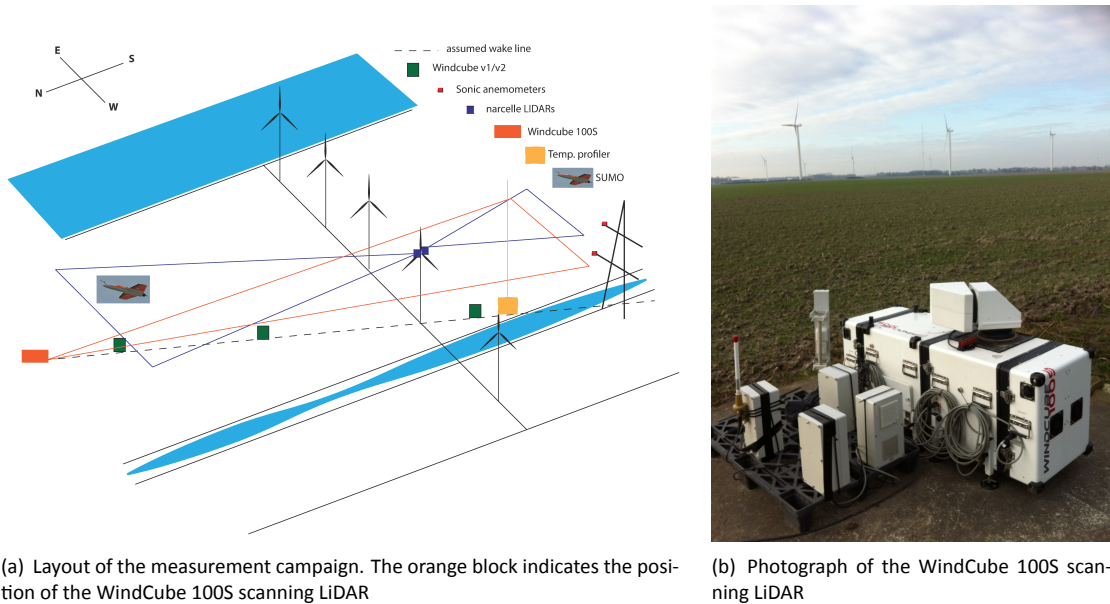 E
S
N
W
assumed wake line
Windcube v1/v2
Sonic anemometers
narcelle LIDARs
Windcube 100S
Temp. profiler
SUMO
WINDCUBE
100S
(a) Layout of the measurement campaign. The orange block indicates the posi-
tion of the WindCube 100S scanning LiDAR
(b) Photograph of the WindCube 100S scan-
ning LiDAR